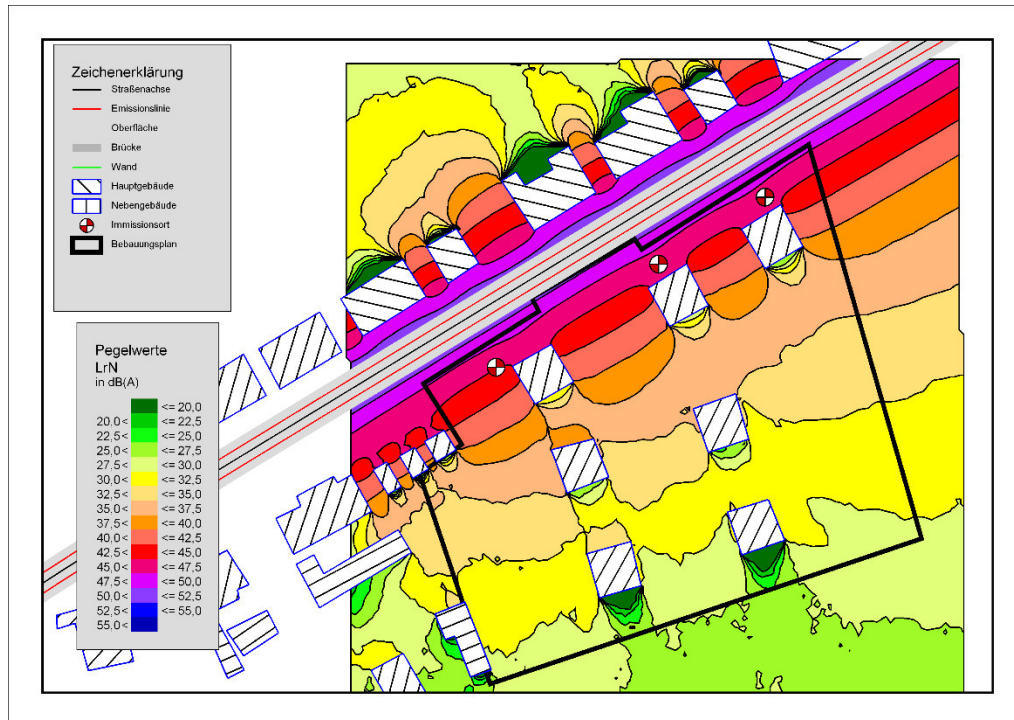 Zeichenerklärung
Straßenachse
Emissionslinie
Oberfläche
Brücke
Wand
Hauptgebäude
Nebengebäude
Immissionsort
Bebauungsplan
Pegelwerte
LrN
in dB(A)
<= 20,0
20,0 < <= 22,5
22,5 < <= 25,0
25,0 < <= 27,5
27,5 < <= 30,0
30,0 < <= 32,5
32,5 < <= 35,0
35,0 < <= 37,5
37,5 < <= 40,0
40,0 < <= 42,5
42,5 < <= 45,0
45,0 < <= 47,5
47,5 < <= 50,0
50,0 < <= 52,5
52,5 < <= 55,0
55,0 <